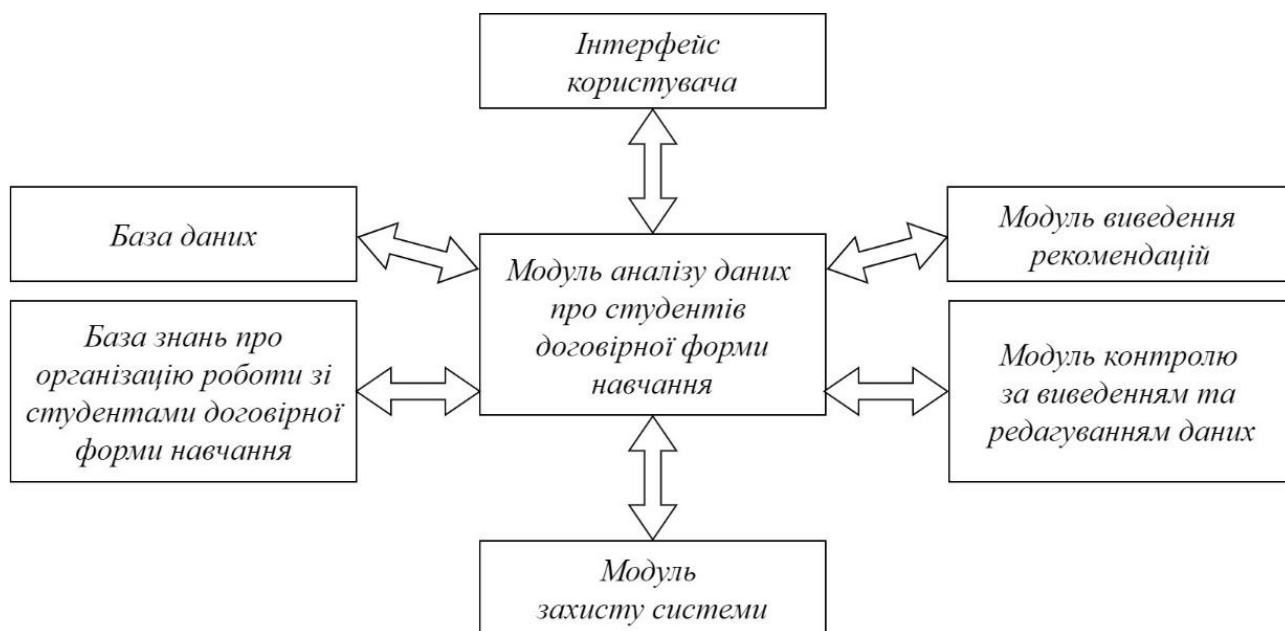 Інтерфейс
користувача
База даних
Модуль виведення
рекомендацій
Модуль аналізу даних
про студентів
договірної форми
навчання
База знань про
організацію роботи зі
студентами договірної
форми навчання
Модуль контролю
за виведенням та
редагуванням даних
Модуль
захисту системи